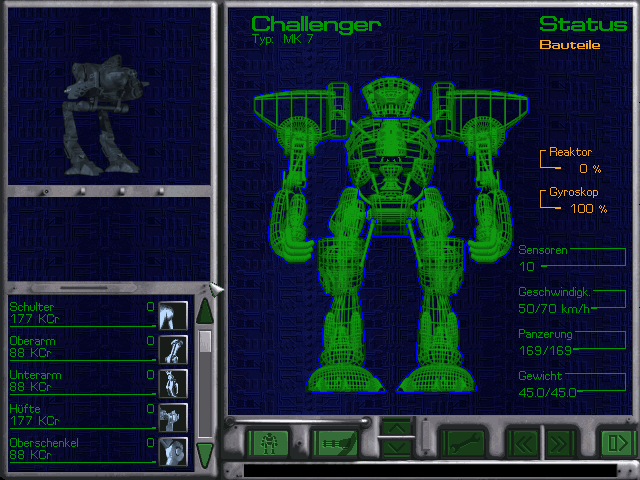 Challenger
Typ: MK 7
Status
Bauteile
Reaktor
0 %
Gyroskop
100 %
Sensoren
10
Geschwindigk.
50/70 km/h
Panzerung
169/169
Gewicht
45.0/45.0
Schulter 0
177 KCr
Oberarm 0
88 KCr
Unterarm 0
88 KCr
Hüfte 0
177 KCr
Oberschenkel 0
88 KCr